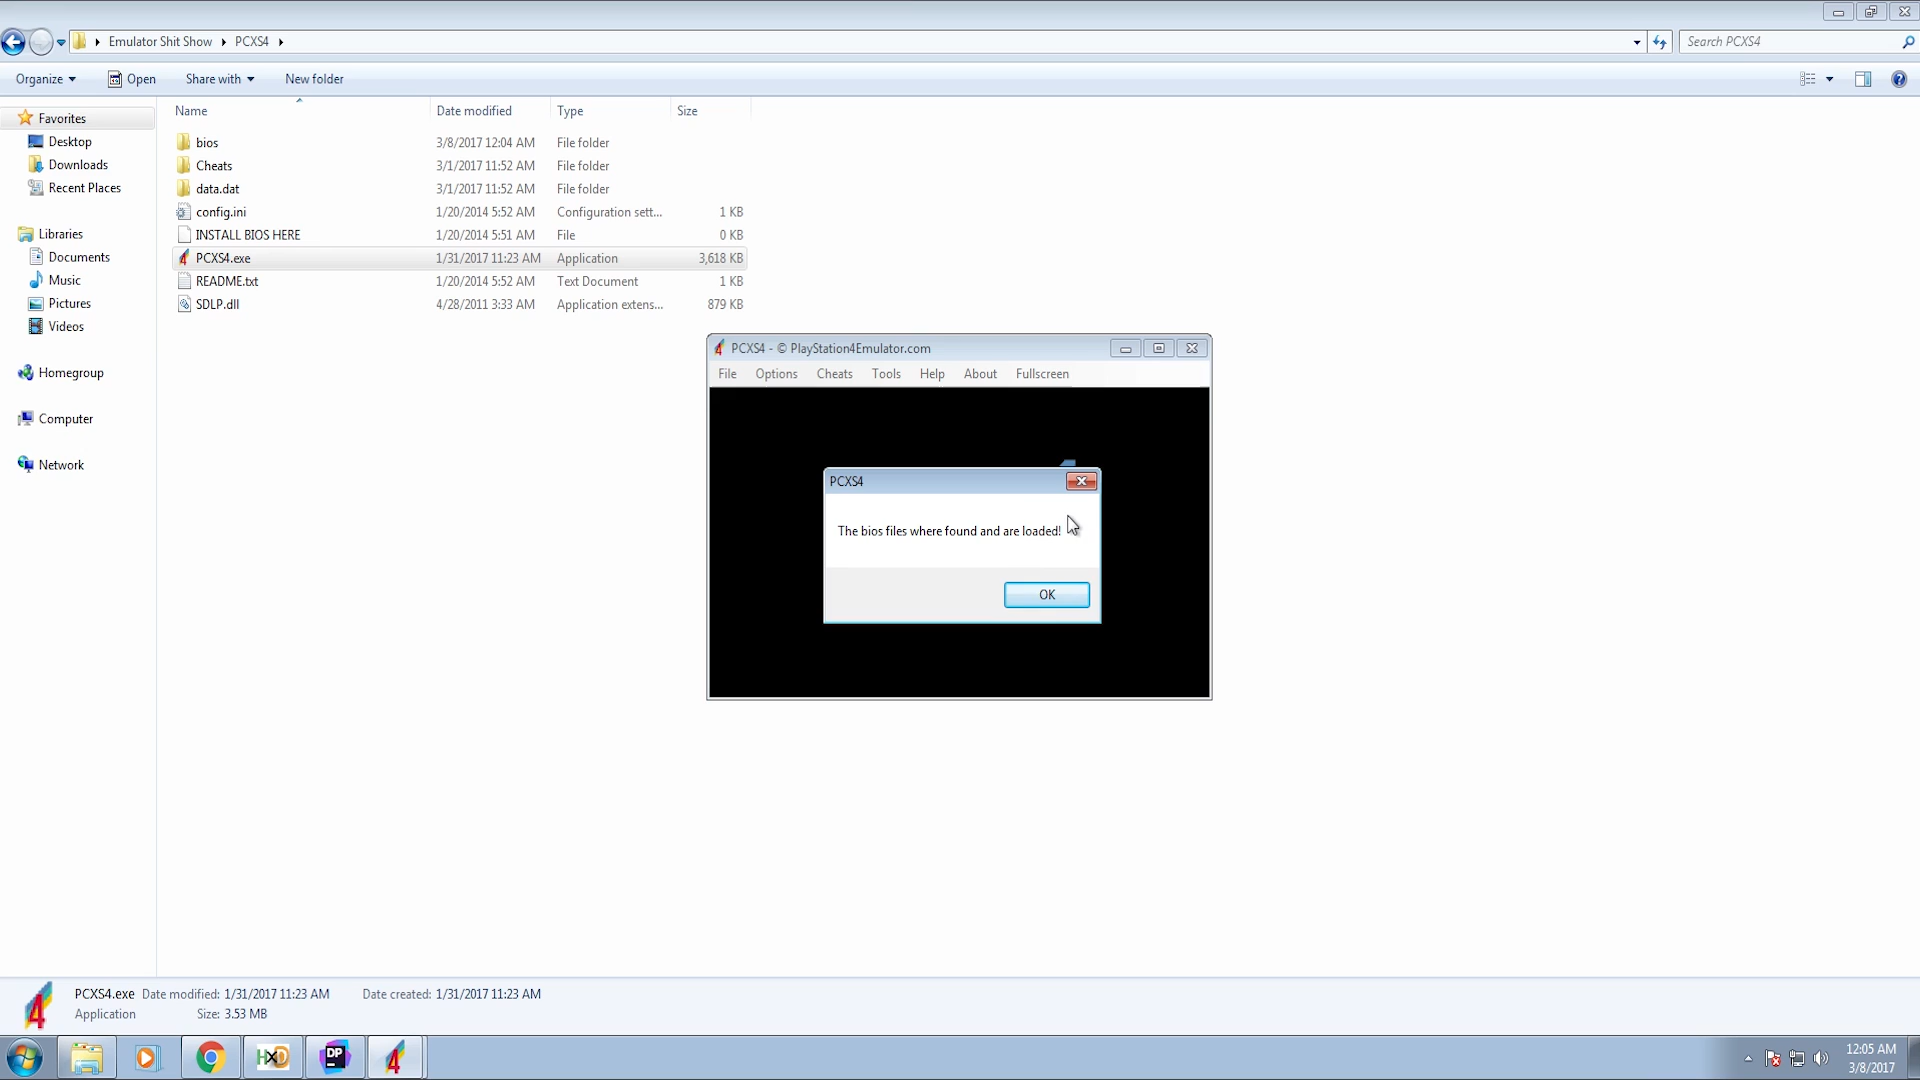 Emulator Shit Show
PCXS4
Search PCXS4
Organize
Open
Share with
New folder
Name
Date modified
Type
Size
Favorites
Desktop
Downloads
Recent Places
Libraries
Documents
Music
Pictures
Videos
Homegroup
Computer
Network
bios 3/8/2017 12:04 AM File folder
Cheats 3/1/2017 11:52 AM File folder
data.dat 3/1/2017 11:52 AM File folder
config.ini 1/20/2014 5:52 AM Configuration sett... 1 KB
INSTALL BIOS HERE 1/20/2014 5:51 AM File 0 KB
PCXS4.exe 1/31/2017 11:23 AM Application 3,618 KB
README.txt 1/20/2014 5:52 AM Text Document 1 KB
SDLP.dll 4/28/2011 3:33 AM Application extens... 879 KB
PCXS4 - © PlayStation4Emulator.com
File Options Cheats Tools Help About Fullscreen
PCXS4
The bios files where found and are loaded!
OK
4
PCXS4.exe Date modified: 1/31/2017 11:23 AM Date created: 1/31/2017 11:23 AM
Application Size: 3.53 MB
HXD
DP
4
12:05 AM
3/8/2017